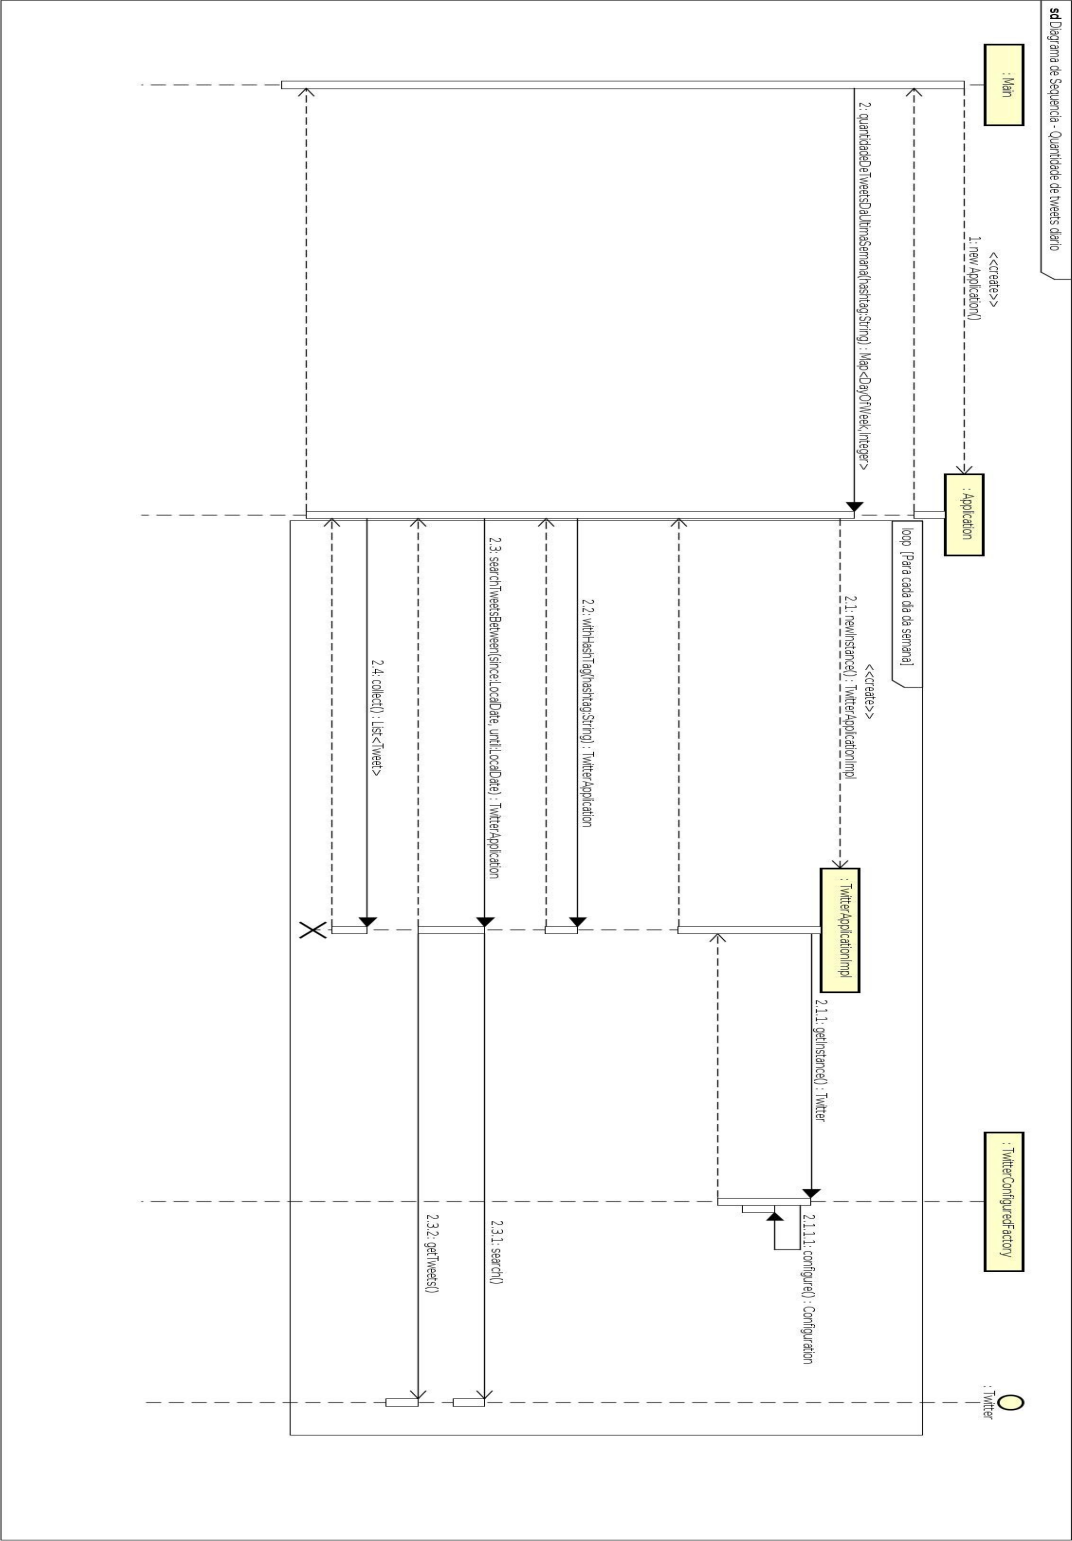 sd Diagrama de Sequencia - Quantidade de tweets diario
: Main
: TwitterConfiguredFactory
: Twitter
<<create>>
1: new Application()
: Application
loop [Para cada dia da semana]
2: quantidadeDeTweetsDaUltimaSemana(hashtag:String) : Map<DayOfWeek,Integer>
<<create>>
2.1: newInstance() : TwitterApplicationImpl
: TwitterApplicationImpl
2.1.1: getInstance() : Twitter
2.1.1.1: configure() : Configuration
2.2: withHashTag(hashtag:String) : TwitterApplication
2.3: searchTweetsBetween(since:LocalDate, until:LocalDate) : TwitterApplication
2.3.1: search()
2.3.2: getTweets()
2.4: collect() : List<Tweet>